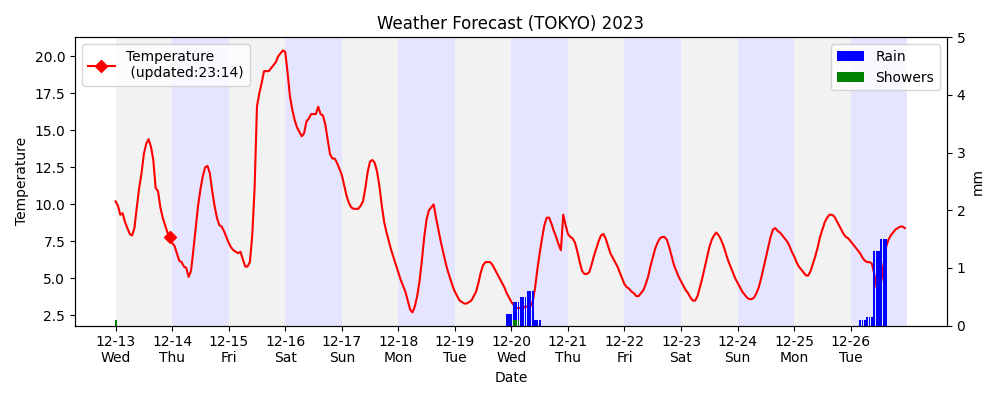 Weather Forecast (TOKYO) 2023
Temperature
(updated:23:14)
Rain
Showers
Temperature
20.0
17.5
15.0
12.5
10.0
7.5
5.0
2.5
5
4
3
2
1
0
mm
12-13 12-14 12-15 12-16 12-17 12-18 12-19 12-20 12-21 12-22 12-23 12-24 12-25 12-26
Wed Thu Fri Sat Sun Mon Tue Wed Thu Fri Sat Sun Mon Tue
Date